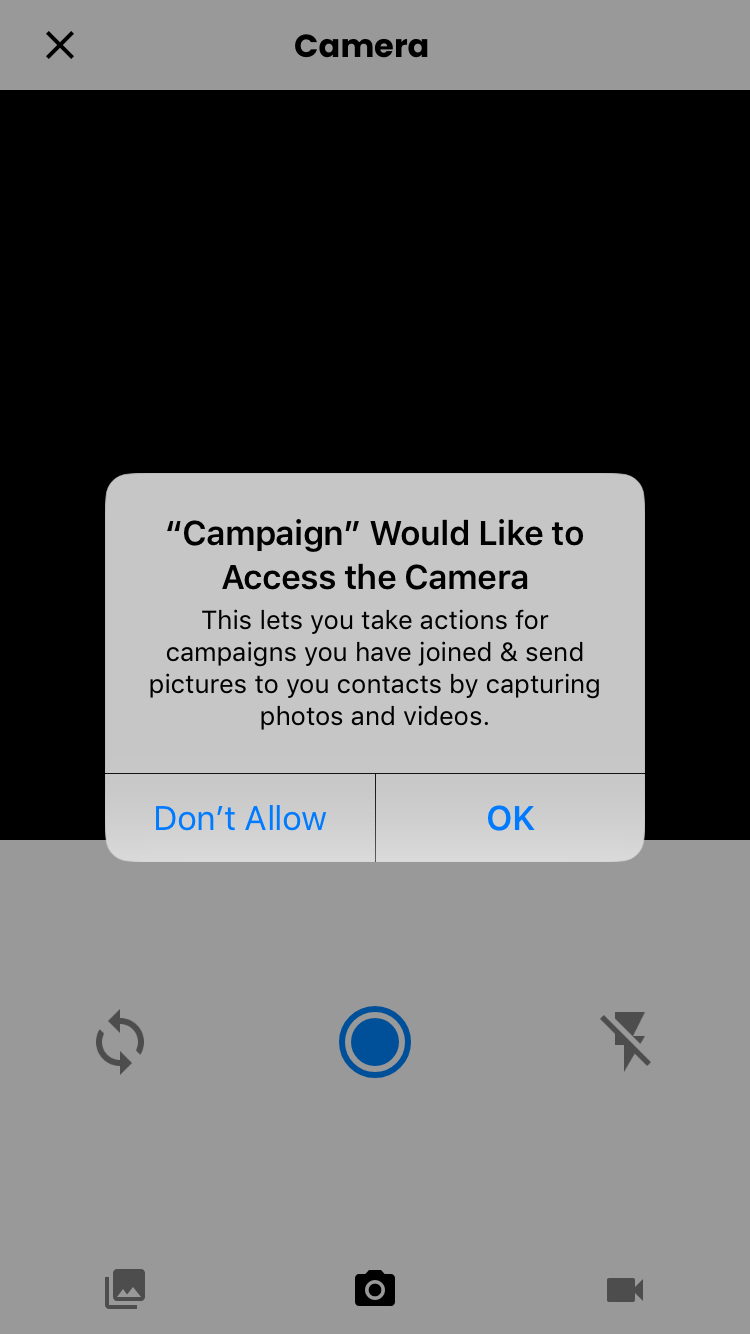 Camera
“Campaign” Would Like to
Access the Camera
This lets you take actions for
campaigns you have joined & send
pictures to you contacts by capturing
photos and videos.
Don’t Allow
OK